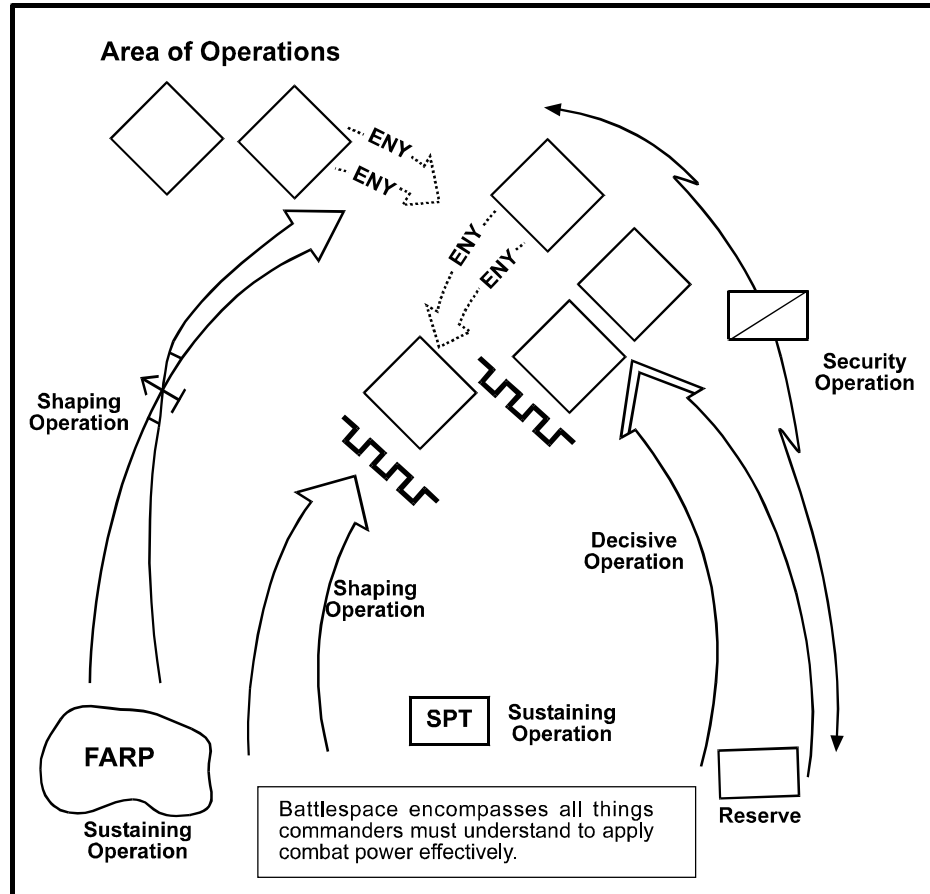 Area of Operations
ENY
ENY
ENY
ENY
Security
Operation
Shaping
Operation
Decisive
Operation
Shaping
Operation
SPT
Sustaining
Operation
FARP
Sustaining
Operation
Reserve
Battlespace encompasses all things
commanders must understand to apply
combat power effectively.